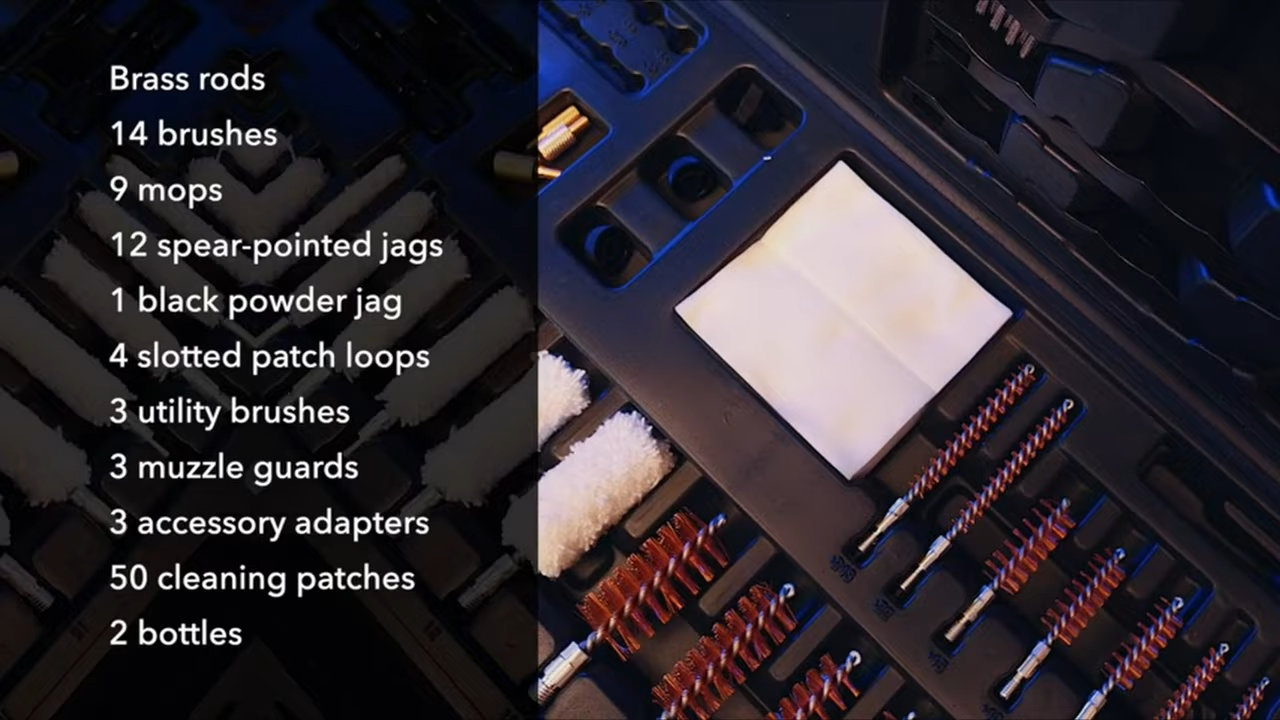 Brass rods
14 brushes
9 mops
12 spear-pointed jags
1 black powder jag
4 slotted patch loops
3 utility brushes
3 muzzle guards
3 accessory adapters
50 cleaning patches
2 bottles